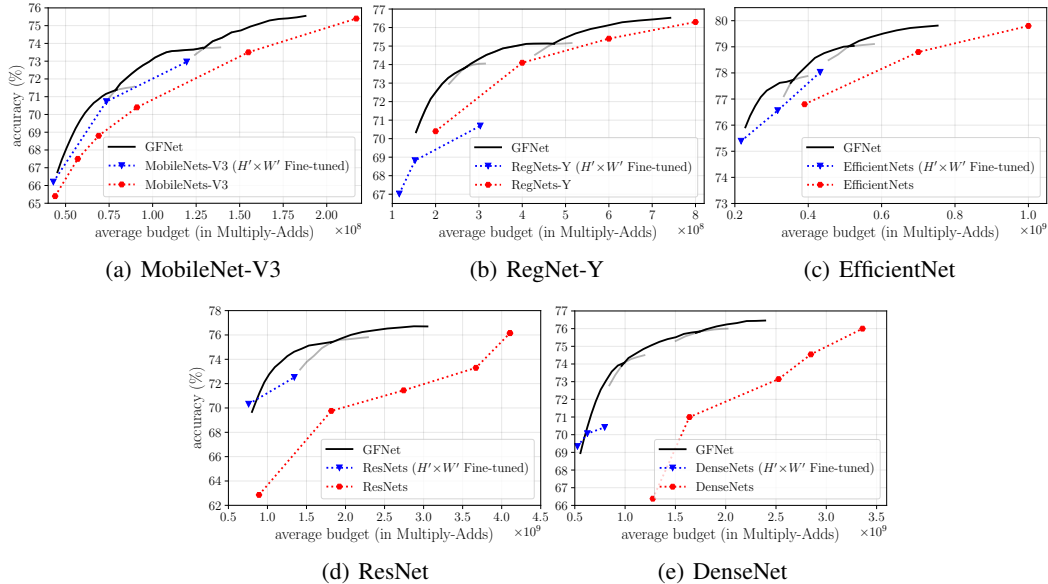 76
75
74
73
72
71
70
69
68
67
66
65
accuracy (%)
GFNet
MobileNets-V3 (H′×W′ Fine-tuned)
MobileNets-V3
0.50 0.75 1.00 1.25 1.50 1.75 2.00
average budget (in Multiply-Adds) ×10⁸
(a) MobileNet-V3
77
76
75
74
73
72
71
70
69
68
67
GFNet
RegNets-Y (H′×W′ Fine-tuned)
RegNets-Y
1 2 3 4 5 6 7 8
average budget (in Multiply-Adds) ×10⁸
(b) RegNet-Y
80
79
78
77
76
75
74
73
GFNet
EfficientNets (H′×W′ Fine-tuned)
EfficientNets
0.2 0.4 0.6 0.8 1.0
average budget (in Multiply-Adds) ×10⁹
(c) EfficientNet
78
76
74
72
70
68
66
64
62
accuracy (%)
GFNet
ResNets (H′×W′ Fine-tuned)
ResNets
0.5 1.0 1.5 2.0 2.5 3.0 3.5 4.0 4.5
average budget (in Multiply-Adds) ×10⁹
(d) ResNet
77
76
75
74
73
72
71
70
69
68
67
66
GFNet
DenseNets (H′×W′ Fine-tuned)
DenseNets
0.5 1.0 1.5 2.0 2.5 3.0 3.5
average budget (in Multiply-Adds) ×10⁹
(e) DenseNet